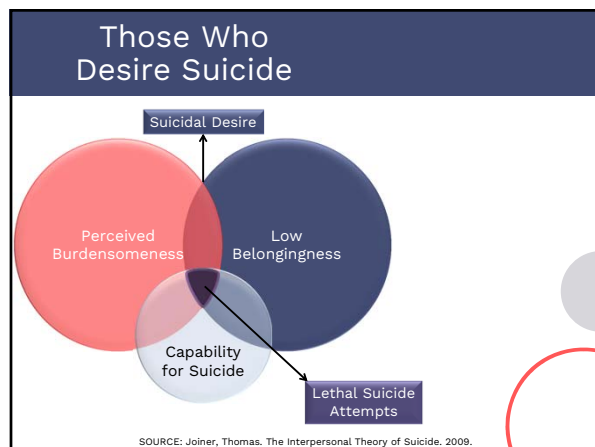 Those Who
Desire Suicide
Suicidal Desire
Perceived
Burdensomeness
Low
Belongingness
Capability
for Suicide
Lethal Suicide
Attempts
SOURCE: Joiner, Thomas. The Interpersonal Theory of Suicide. 2009.